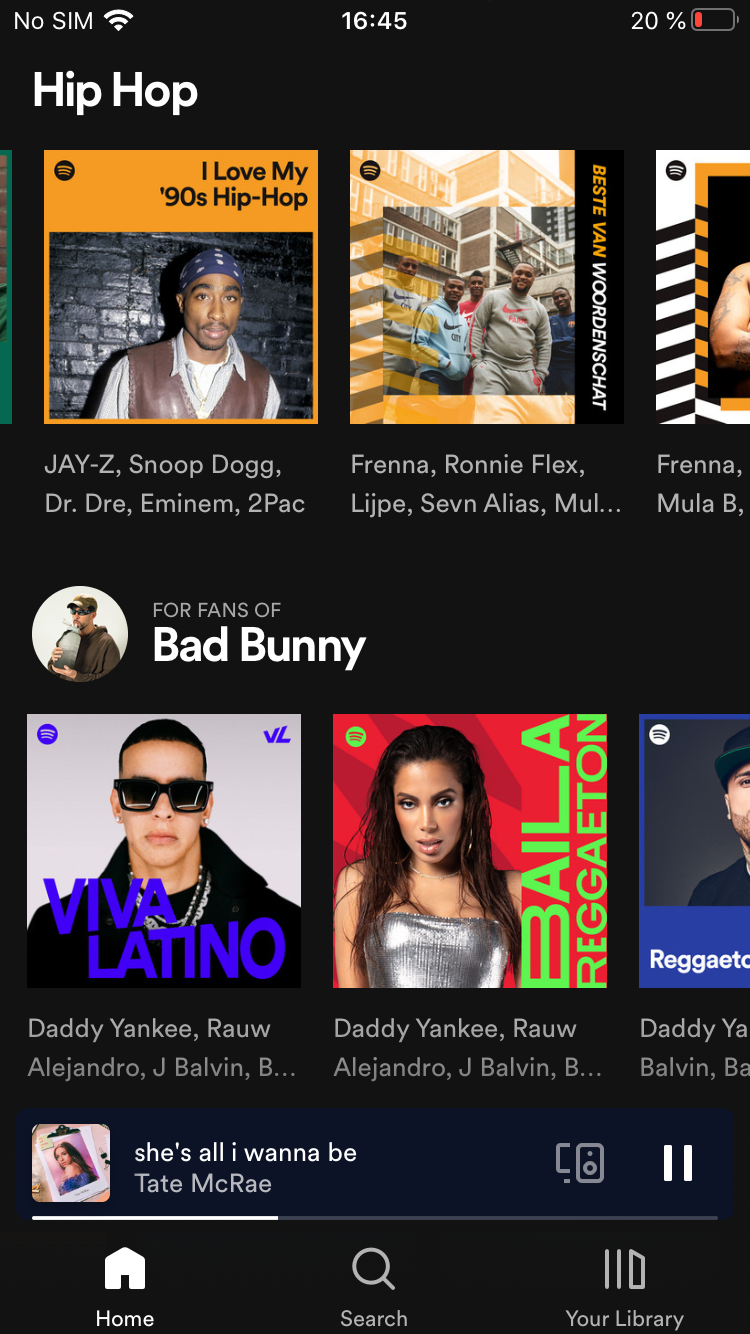 No SIM 16:45 20 %
Hip Hop
I Love My
'90s Hip-Hop
BESTE VAN WOORDENSCHAT
JAY-Z, Snoop Dogg,
Dr. Dre, Eminem, 2Pac
Frenna, Ronnie Flex,
Lijpe, Sevn Alias, Mul...
Frenna,
Mula B,
FOR FANS OF
Bad Bunny
VL
VIVA
LATINO
BAILA
REGGAETON
Reggaeto
Daddy Yankee, Rauw
Alejandro, J Balvin, B...
Daddy Yankee, Rauw
Alejandro, J Balvin, B...
Daddy Ya
Balvin, Ba
she's all i wanna be
Tate McRae
Home
Search
Your Library